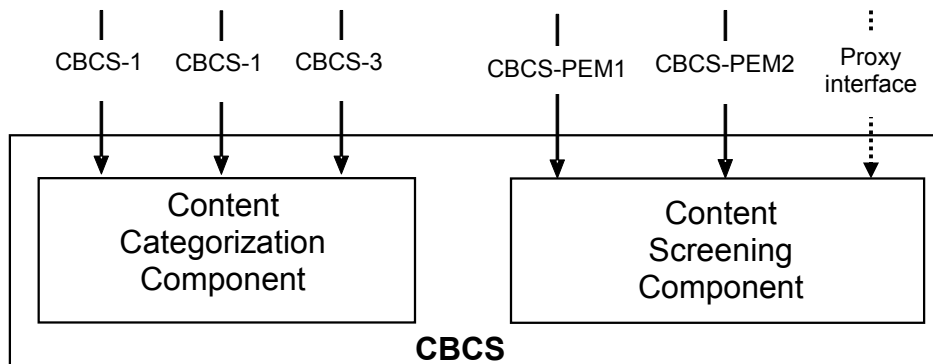 CBCS-1
CBCS-1
CBCS-3
CBCS-PEM1
CBCS-PEM2
Proxy
interface
Content
Categorization
Component
Content
Screening
Component
CBCS